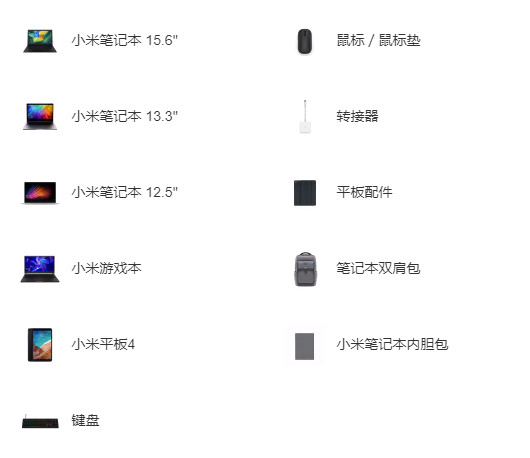 小米笔记本 15.6"
小米笔记本 13.3"
小米笔记本 12.5"
小米游戏本
小米平板4
键盘
鼠标 / 鼠标垫
转接器
平板配件
笔记本双肩包
小米笔记本内胆包